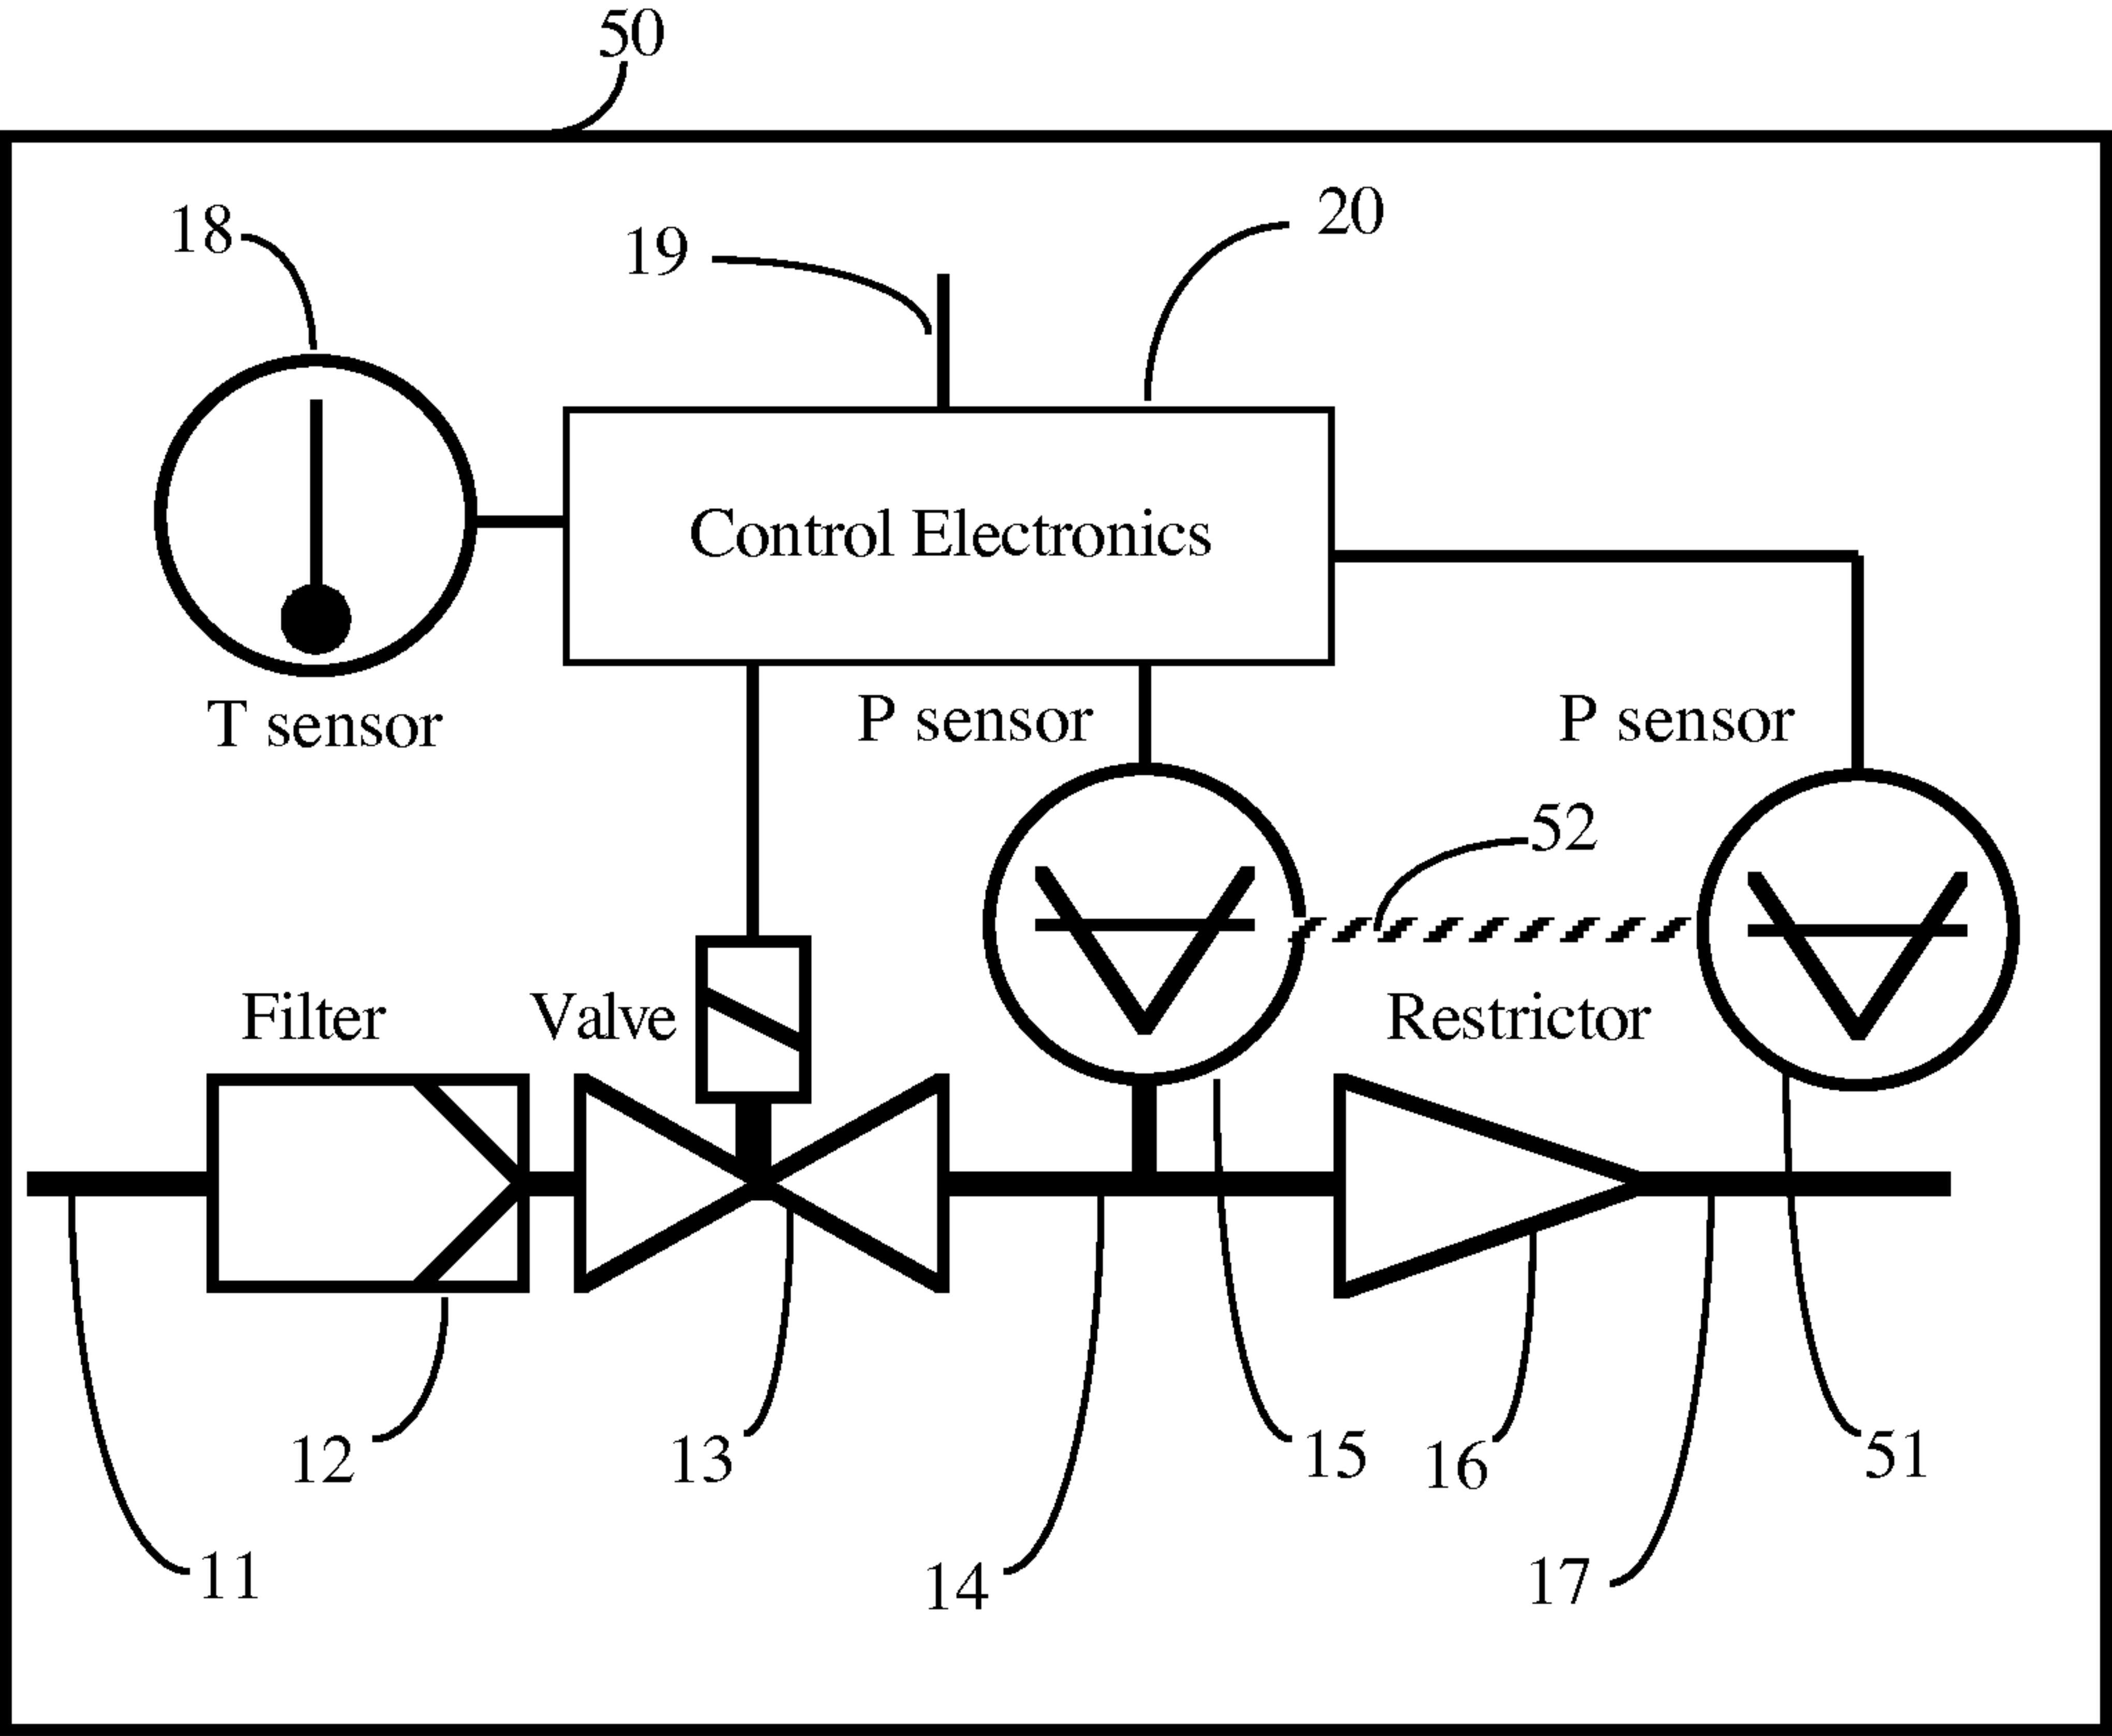 50
18
19
20
Control Electronics
T sensor
P sensor
P sensor
52
Filter
Valve
Restrictor
12
13
15
16
51
11
14
17